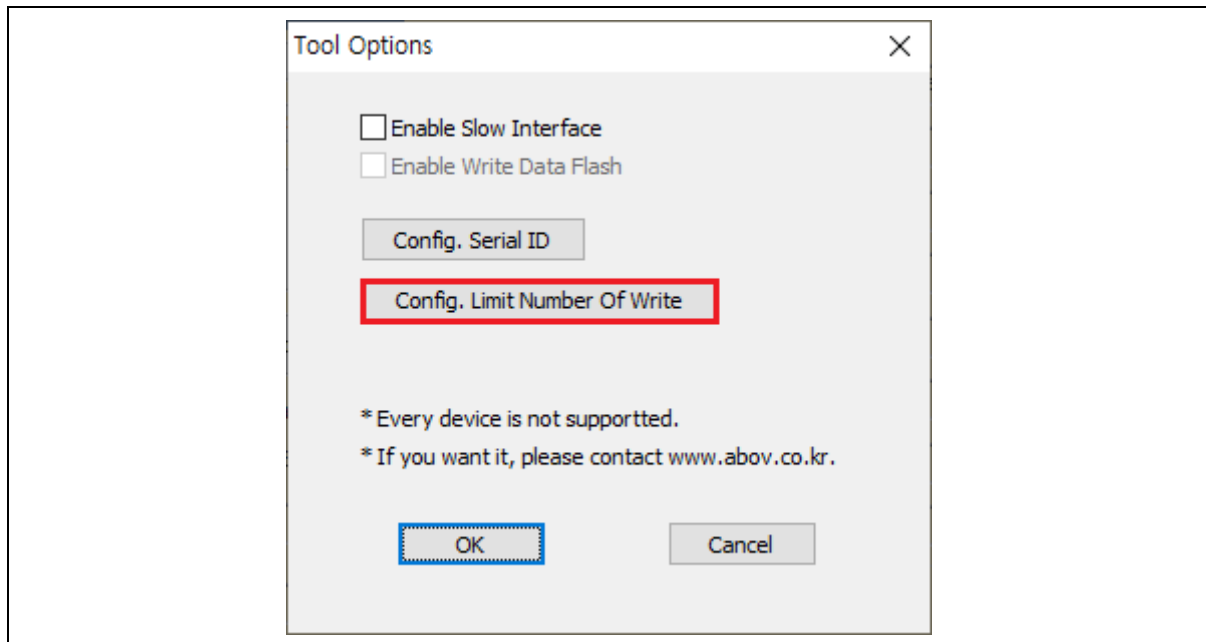 Tool Options
Enable Slow Interface
Enable Write Data Flash
Config. Serial ID
Config. Limit Number Of Write
* Every device is not supportted.
* If you want it, please contact www.abov.co.kr.
OK Cancel